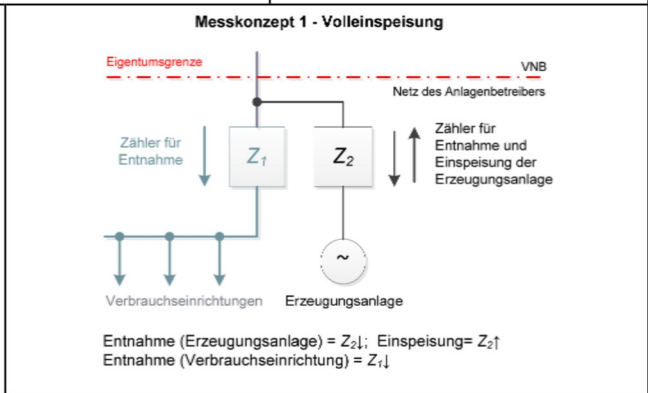 Messkonzept 1 - Volleinspeisung
Eigentumsgrenze
VNB
Netz des Anlagenbetreibers
Zähler für
Entnahme
Z1
Z2
Zähler für
Entnahme und
Einspeisung der
Erzeugungsanlage
~
Verbrauchseinrichtungen
Erzeugungsanlage
Entnahme (Erzeugungsanlage) = Z2↓; Einspeisung= Z2↑
Entnahme (Verbrauchseinrichtung) = Z1↓